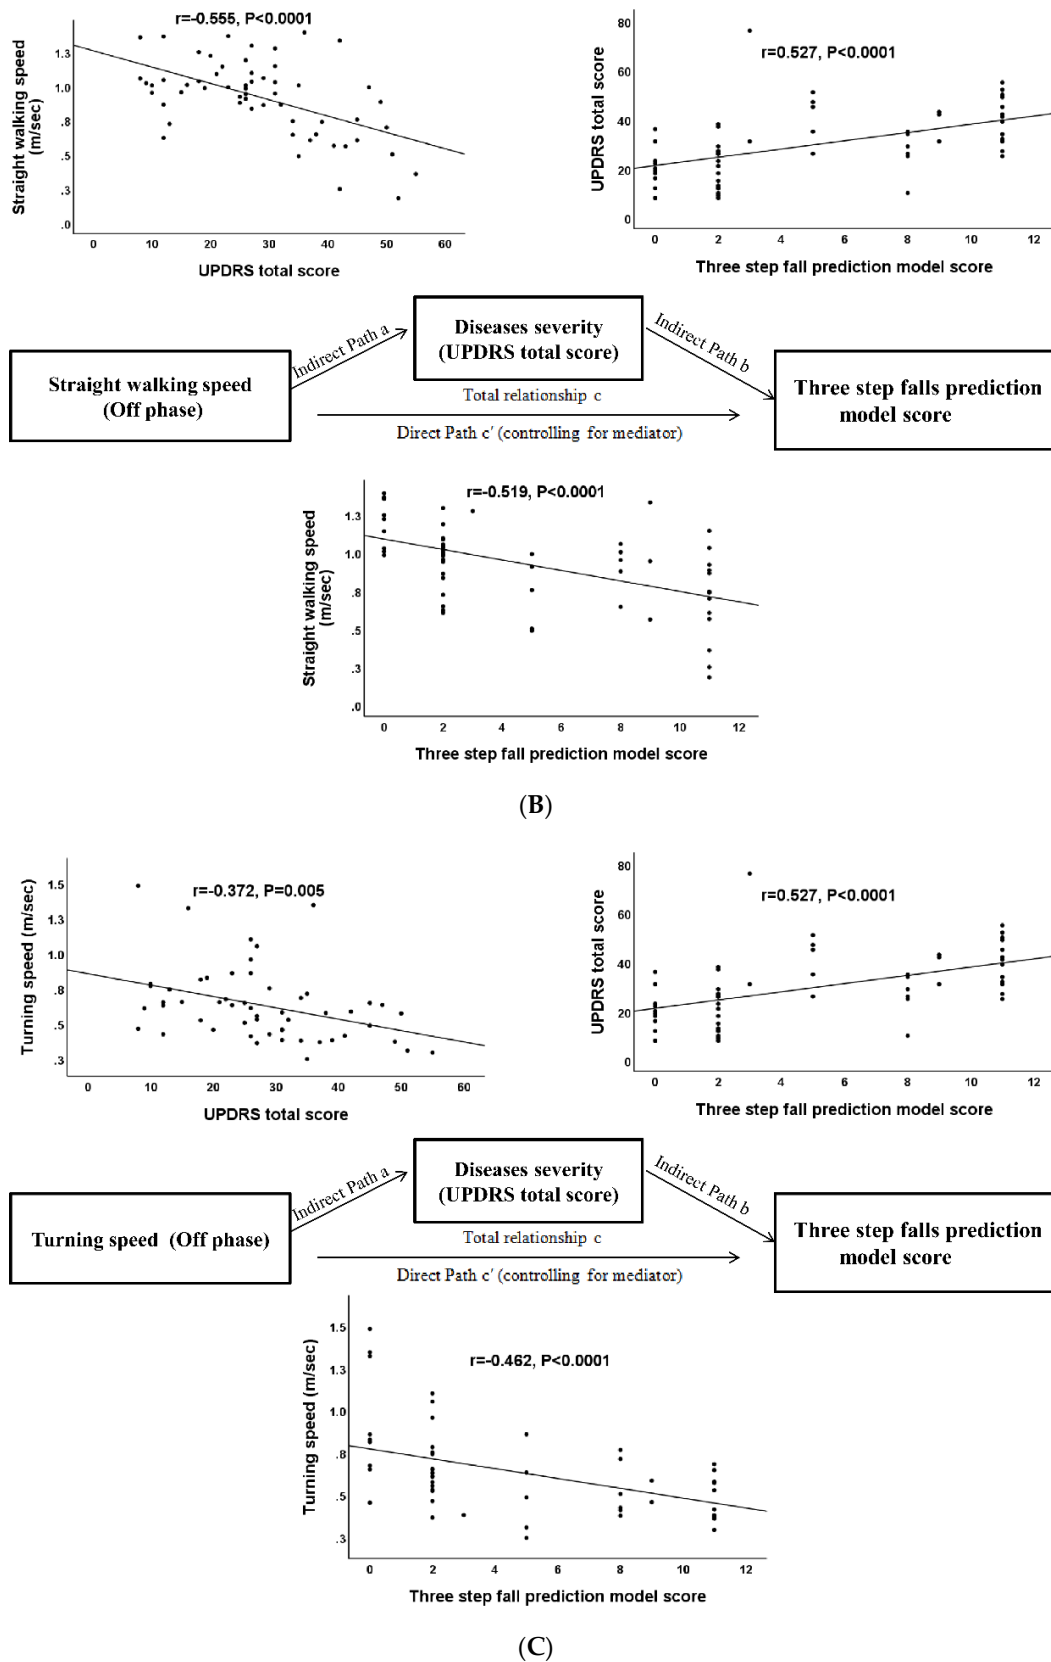 r=-0.555, P<0.0001
Straight walking speed
(m/sec)
1.3
1.0
.8
.5
.3
.0
0 10 20 30 40 50 60
UPDRS total score
r=0.527, P<0.0001
UPDRS total score
80
60
40
20
0
0 2 4 6 8 10 12
Three step fall prediction model score
Straight walking speed
(Off phase)
Indirect Path a
Diseases severity
(UPDRS total score)
Indirect Path b
Total relationship c
Direct Path c′ (controlling for mediator)
Three step falls prediction
model score
r=-0.519, P<0.0001
Straight walking speed
(m/sec)
1.3
1.0
.8
.5
.3
.0
0 2 4 6 8 10 12
Three step fall prediction model score
(B)
r=-0.372, P=0.005
Turning speed (m/sec)
1.5
1.3
1.0
.8
.5
.3
0 10 20 30 40 50 60
UPDRS total score
r=0.527, P<0.0001
UPDRS total score
80
60
40
20
0
0 2 4 6 8 10 12
Three step fall prediction model score
Turning speed (Off phase)
Indirect Path a
Diseases severity
(UPDRS total score)
Indirect Path b
Total relationship c
Direct Path c′ (controlling for mediator)
Three step falls prediction
model score
r=-0.462, P<0.0001
Turning speed (m/sec)
1.5
1.3
1.0
.8
.5
.3
0 2 4 6 8 10 12
Three step fall prediction model score
(C)